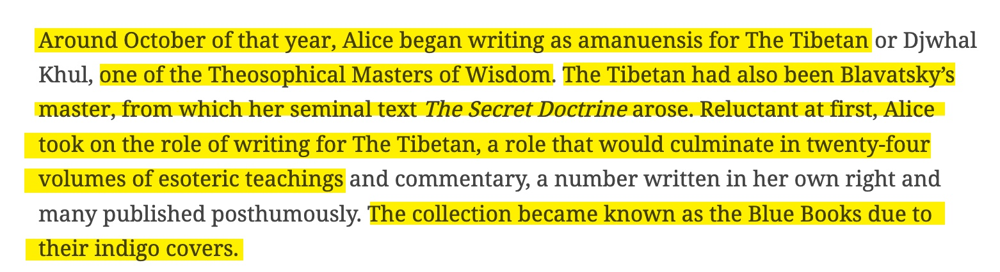 Around October of that year, Alice began writing as amanuensis for The Tibetan or Djwhal
Khul, one of the Theosophical Masters of Wisdom. The Tibetan had also been Blavatsky’s
master, from which her seminal text The Secret Doctrine arose. Reluctant at first, Alice
took on the role of writing for The Tibetan, a role that would culminate in twenty-four
volumes of esoteric teachings and commentary, a number written in her own right and
many published posthumously. The collection became known as the Blue Books due to
their indigo covers.